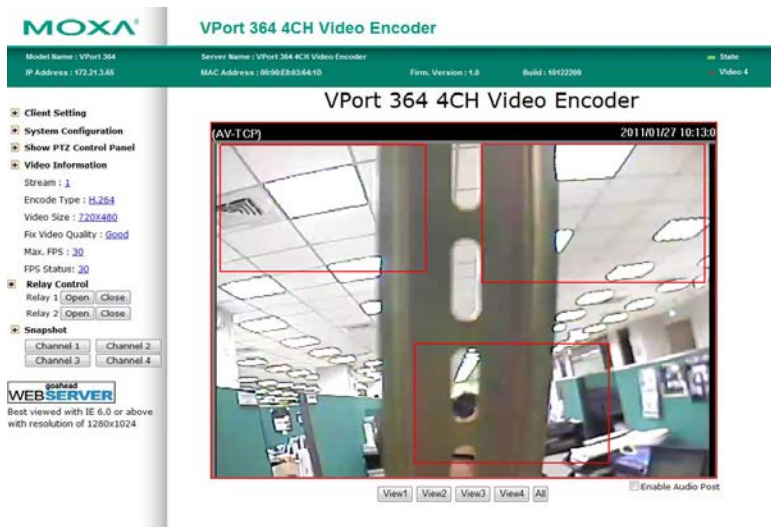 MOXA
VPort 364 4CH Video Encoder
Model Name : VPort 364
Server Name : VPort 364 4CH Video Encoder
State
IP Address : 172.21.3.65
MAC Address : 00:90:E8:03:64:1D
Firm. Version : 1.0
Build : 10122209
Video 4
Client Setting
System Configuration
Show PTZ Control Panel
Video Information
Stream : 1
Encode Type : H.264
Video Size : 720X480
Fix Video Quality : Good
Max. FPS : 30
FPS Status: 30
Relay Control
Relay 1 Open Close
Relay 2 Open Close
Snapshot
Channel 1 Channel 2
Channel 3 Channel 4
goahead
WEBSERVER
Best viewed with IE 6.0 or above
with resolution of 1280x1024
VPort 364 4CH Video Encoder
(AV-TCP) 2011/01/27 10:13:0
View1 View2 View3 View4 All
Enable Audio Post